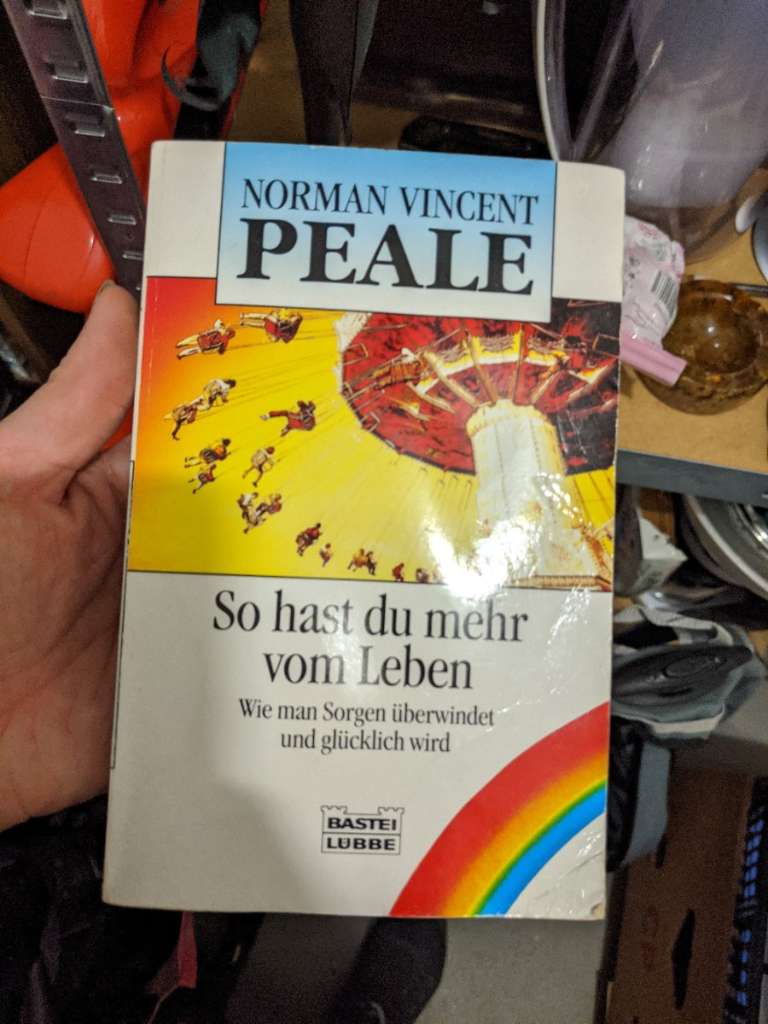 NORMAN VINCENT
PEALE
So hast du mehr
vom Leben
Wie man Sorgen überwindet
und glücklich wird
BASTEI
LÜBBE